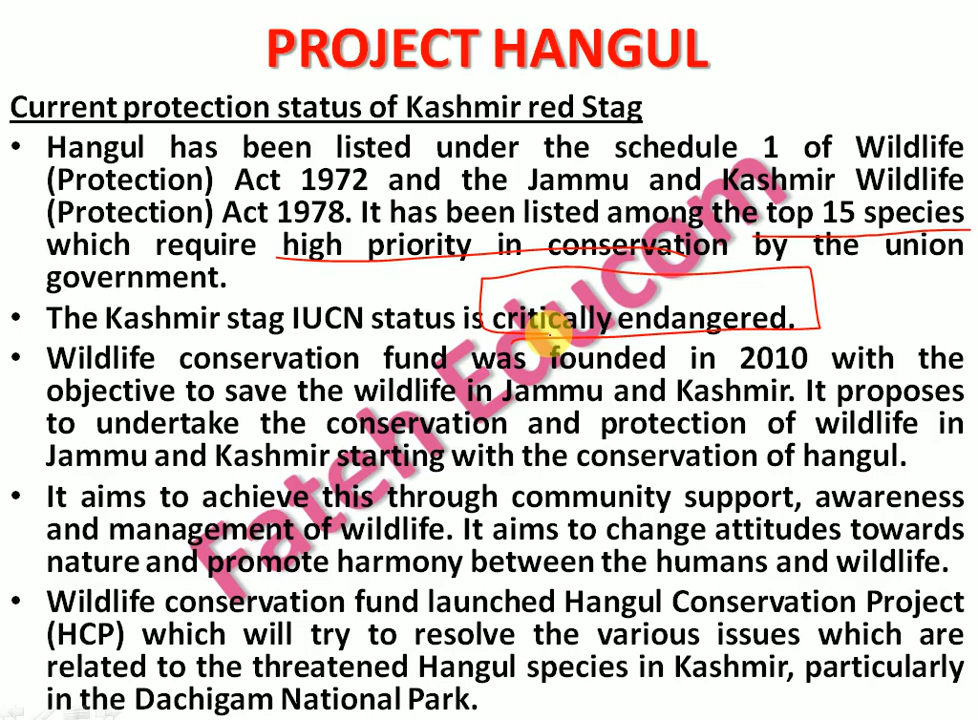 PROJECT HANGUL
Current protection status of Kashmir red Stag
• Hangul has been listed under the schedule 1 of Wildlife
(Protection) Act 1972 and the Jammu and Kashmir Wildlife
(Protection) Act 1978. It has been listed among the top 15 species
which require high priority in conservation by the union
government.
• The Kashmir stag IUCN status is critically endangered.
• Wildlife conservation fund was founded in 2010 with the
objective to save the wildlife in Jammu and Kashmir. It proposes
to undertake the conservation and protection of wildlife in
Jammu and Kashmir starting with the conservation of hangul.
• It aims to achieve this through community support, awareness
and management of wildlife. It aims to change attitudes towards
nature and promote harmony between the humans and wildlife.
• Wildlife conservation fund launched Hangul Conservation Project
(HCP) which will try to resolve the various issues which are
related to the threatened Hangul species in Kashmir, particularly
in the Dachigam National Park.
Fateh Educom